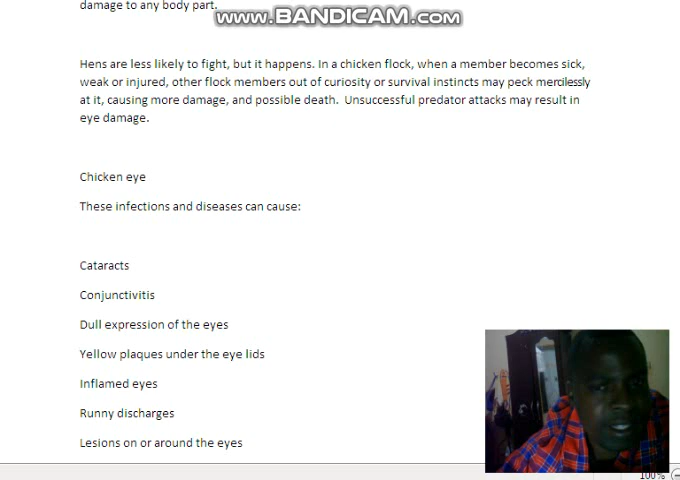 damage to any body part.
www.BANDICAM.com
Hens are less likely to fight, but it happens. In a chicken flock, when a member becomes sick,
weak or injured, other flock members out of curiosity or survival instincts may peck mercilessly
at it, causing more damage, and possible death.  Unsuccessful predator attacks may result in
eye damage.
Chicken eye
These infections and diseases can cause:
Cataracts
Conjunctivitis
Dull expression of the eyes
Yellow plaques under the eye lids
Inflamed eyes
Runny discharges
Lesions on or around the eyes
100%